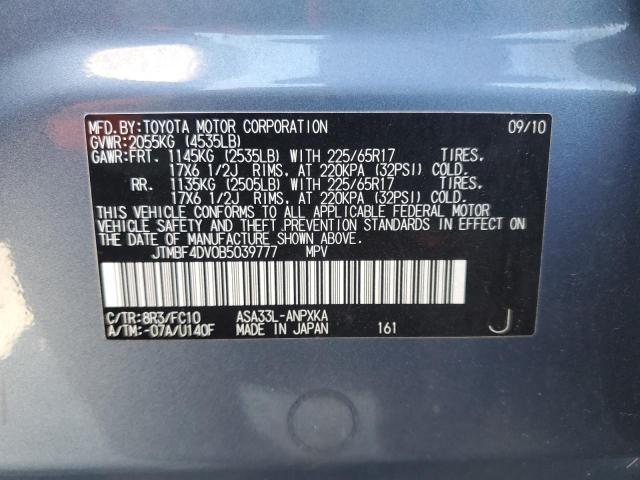 MFD.BY:TOYOTA MOTOR CORPORATION 09/10
GVWR:2055KG (4535LB)
GAWR:FRT. 1145KG (2535LB) WITH 225/65R17 TIRES.
17X6 1/2J RIMS, AT 220KPA (32PSI) COLD.
RR. 1135KG (2505LB) WITH 225/65R17 TIRES.
17X6 1/2J RIMS, AT 220KPA (32PSI) COLD.
THIS VEHICLE CONFORMS TO ALL APPLICABLE FEDERAL MOTOR
VEHICLE SAFETY AND THEFT PREVENTION STANDARDS IN EFFECT ON
THE DATE OF MANUFACTURE SHOWN ABOVE.
JTMBF4DV0B5039777 MPV
C/TR:8R3/FC10 ASA33L-ANPXKA
A/TM:-07A/U140F MADE IN JAPAN 161 J